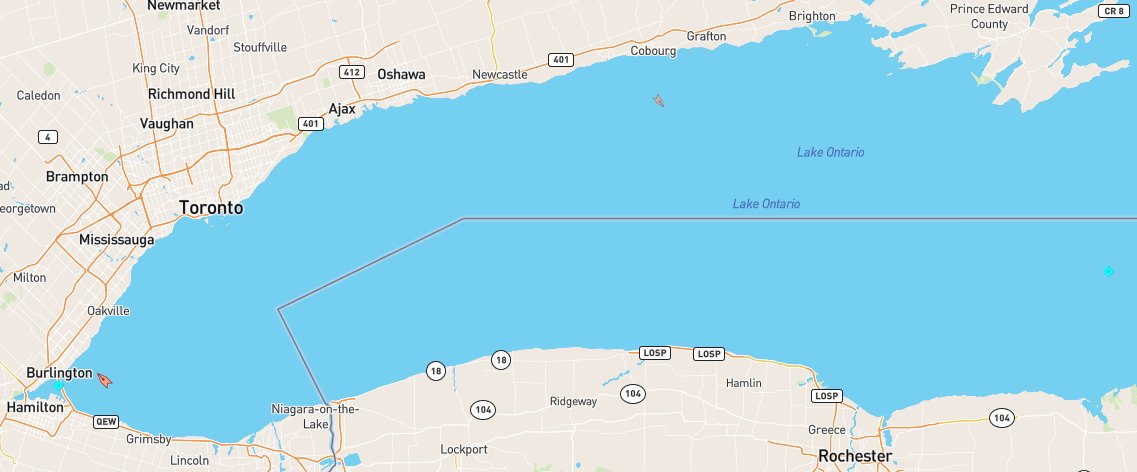 Newmarket
Prince Edward
County
CR 8
Brighton
Vandorf
Grafton
Stouffville
Cobourg
King City
401
412
Oshawa
Newcastle
Caledon
Richmond Hill
Ajax
Vaughan
401
4
Lake Ontario
Brampton
ad
eorgetown
Toronto
Lake Ontario
Mississauga
Milton
Oakville
LOSP
LOSP
18
18
Burlington
Hamlin
104
LOSP
Ridgeway
Hamilton
Niagara-on-the-
Lake
104
104
QEW
Greece
Grimsby
Lockport
Rochester
Lincoln